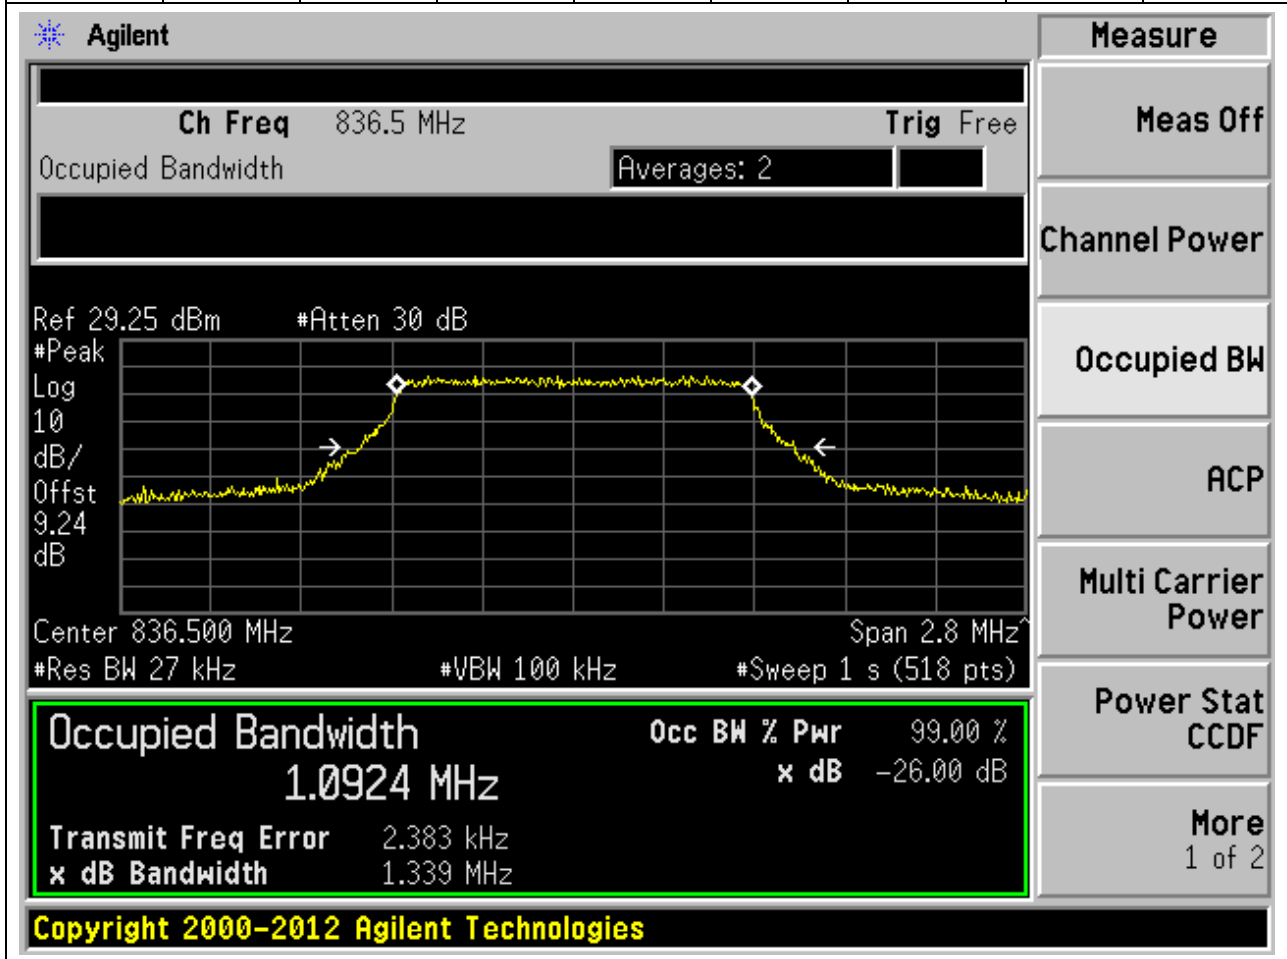 Agilent
Measure
Ch Freq 836.5 MHz Trig Free
Meas Off
Occupied Bandwidth Averages: 2
Channel Power
Ref 29.25 dBm #Atten 30 dB
#Peak
Log
10
dB/
Offst
9.24
dB
Occupied BW
ACP
Center 836.500 MHz Span 2.8 MHz^
#Res BW 27 kHz #VBW 100 kHz #Sweep 1 s (518 pts)
Multi Carrier
Power
Occupied Bandwidth Occ BW % Pwr 99.00 %
1.0924 MHz x dB -26.00 dB
Transmit Freq Error 2.383 kHz
x dB Bandwidth 1.339 MHz
Power Stat
CCDF
More
1 of 2
Copyright 2000-2012 Agilent Technologies